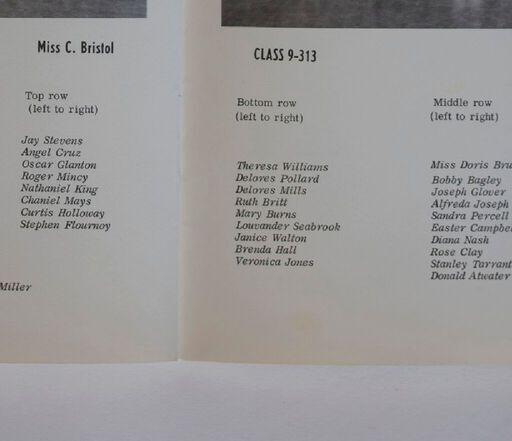 Miss C. Bristol
Top row
(left to right)
Jay Stevens
Angel Cruz
Oscar Glanton
Roger Mincy
Nathaniel King
Chaniel Mays
Curtis Holloway
Stephen Flournoy
Miller
CLASS 9-313
Bottom row
(left to right)
Theresa Williams
Delores Pollard
Delores Mills
Ruth Britt
Mary Burns
Louvander Seabrook
Janice Walton
Brenda Hall
Veronica Jones
Middle row
(left to right)
Miss Doris Bru
Bobby Bagley
Joseph Glover
Alfreda Joseph
Sandra Percell
Easter Campbel
Diana Nash
Rose Clay
Stanley Tarrant
Donald Atwater